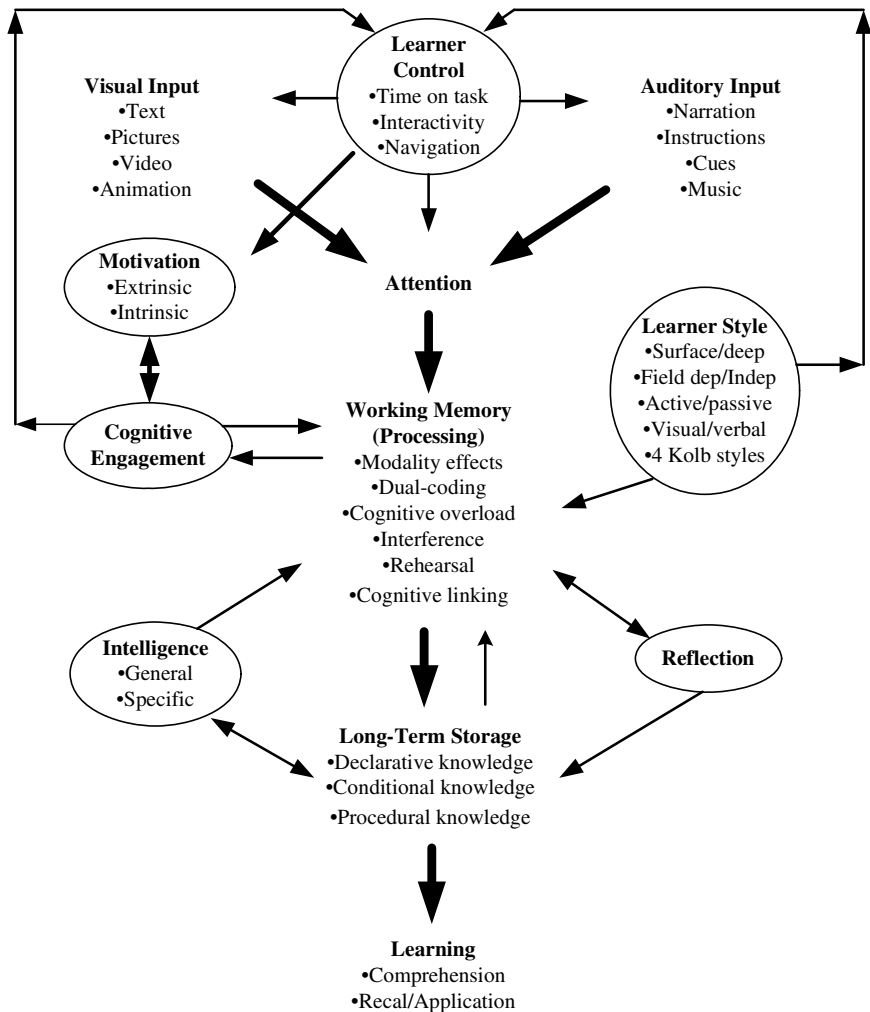 Learner
Control
•Time on task
•Interactivity
•Navigation
Visual Input
•Text
•Pictures
•Video
•Animation
Auditory Input
•Narration
•Instructions
•Cues
•Music
Motivation
•Extrinsic
•Intrinsic
Attention
Learner Style
•Surface/deep
•Field dep/Indep
•Active/passive
•Visual/verbal
•4 Kolb styles
Cognitive
Engagement
Working Memory
(Processing)
•Modality effects
•Dual-coding
•Cognitive overload
•Interference
•Rehearsal
•Cognitive linking
Intelligence
•General
•Specific
Reflection
Long-Term Storage
•Declarative knowledge
•Conditional knowledge
•Procedural knowledge
Learning
•Comprehension
•Recal/Application